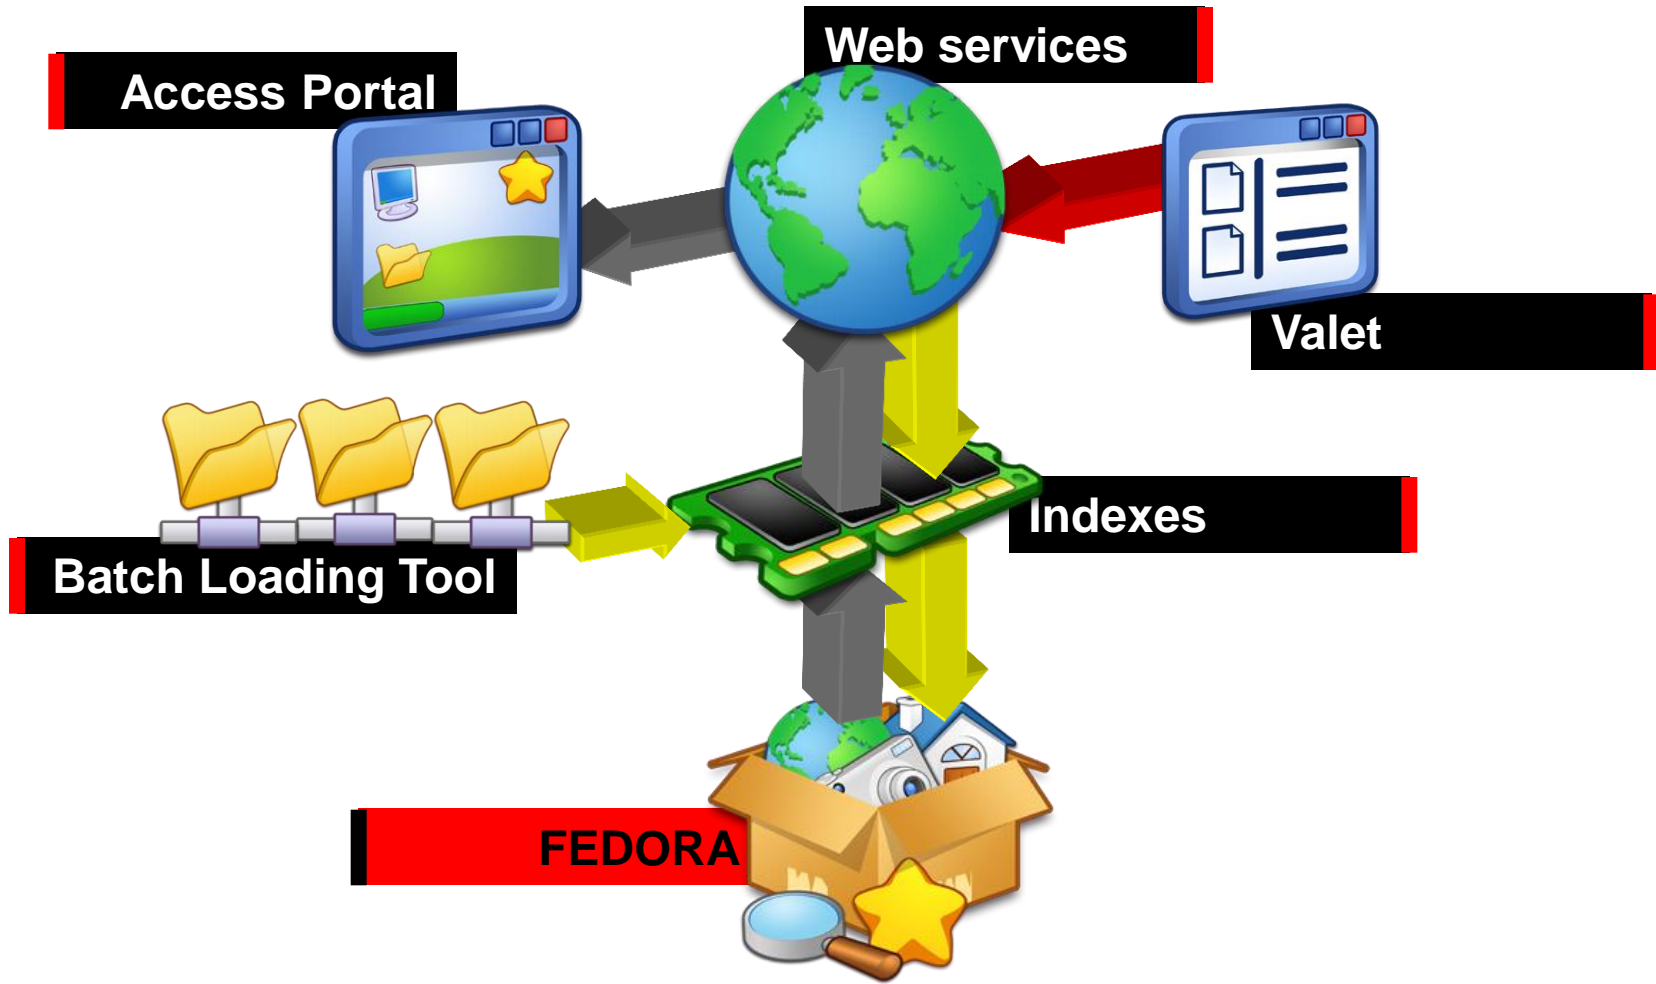 Web services
Access Portal
Valet
Indexes
Batch Loading Tool
FEDORA